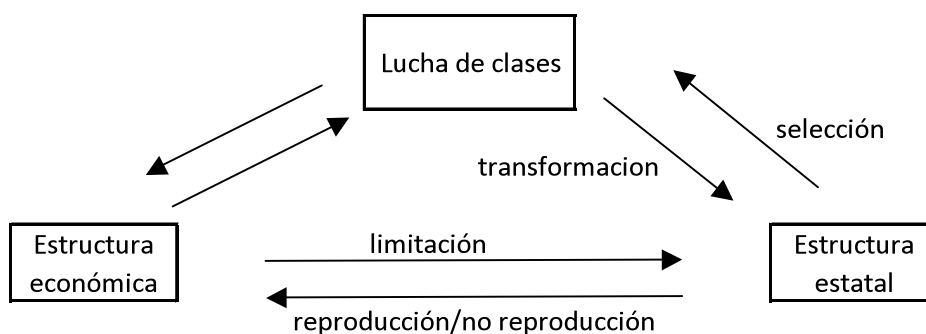 Lucha de clases
selección
transformacion
Estructura
económica
limitación
Estructura
estatal
reproducción/no reproducción